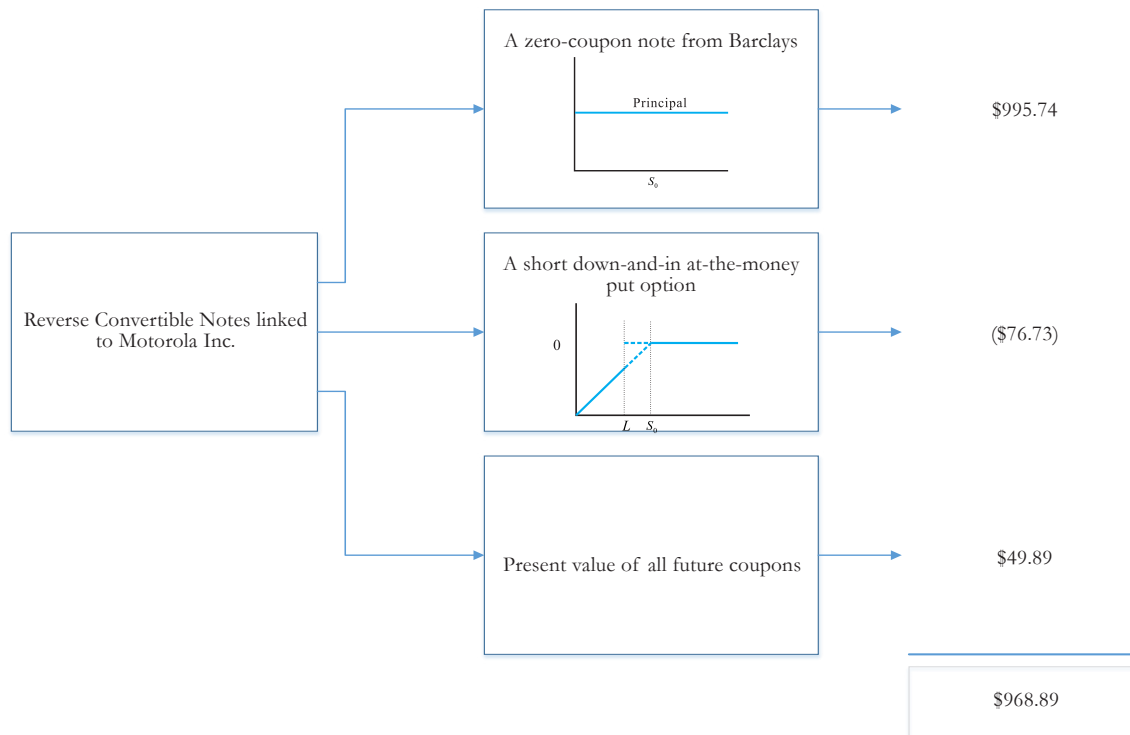 A zero-coupon note from Barclays
Principal
S₀
$995.74
Reverse Convertible Notes linked
to Motorola Inc.
A short down-and-in at-the-money
put option
0
L S₀
($76.73)
Present value of all future coupons
$49.89
$968.89